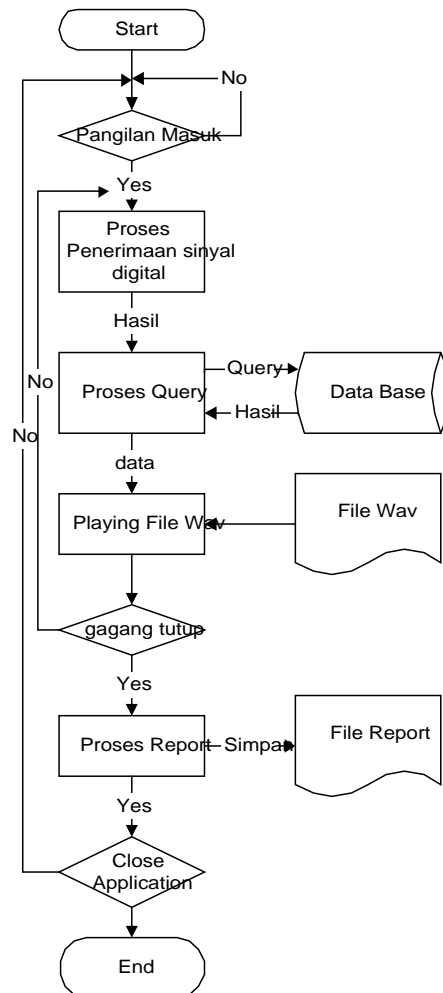 Start
No
Pangilan Masuk
Yes
Proses
Penerimaan sinyal
digital
Hasil
No
No
Proses Query
Query
Hasil
Data Base
data
Playing File Wav
File Wav
gagang tutup
Yes
Proses Report
Simpan
File Report
Yes
Close
Application
End